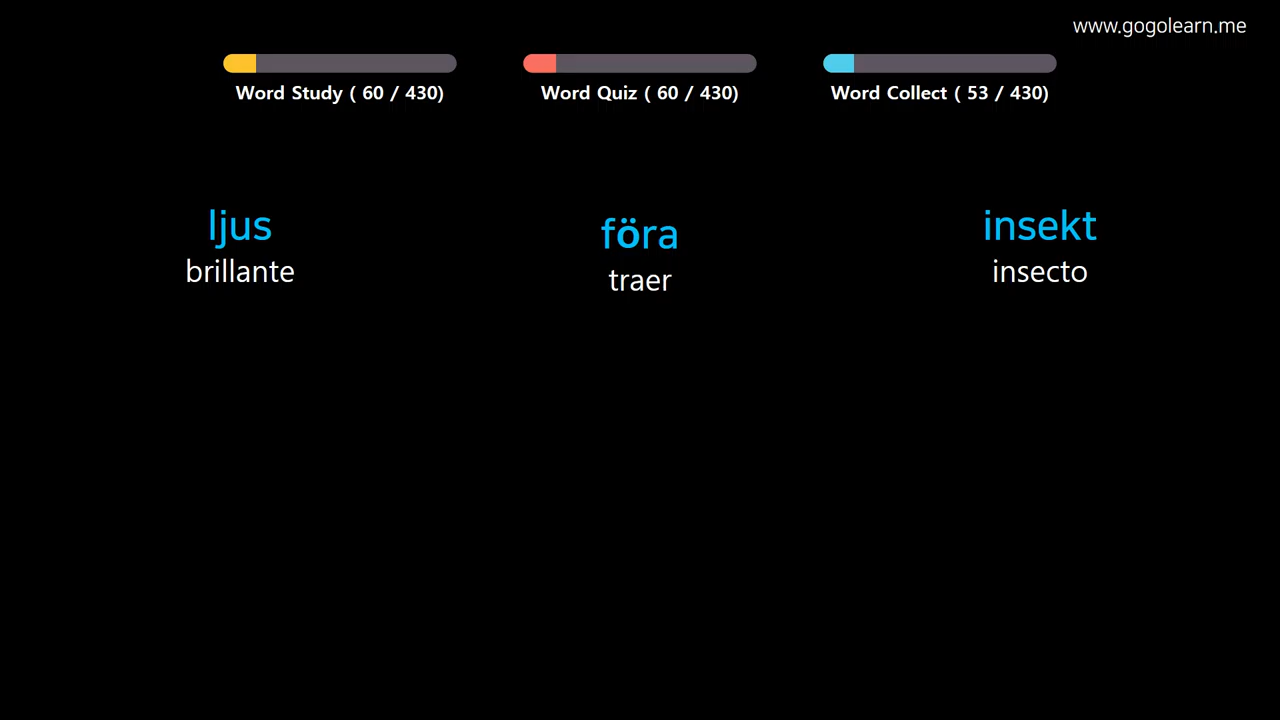 www.gogolearn.me
Word Study ( 60 / 430)
Word Quiz ( 60 / 430)
Word Collect ( 53 / 430)
ljus
brillante
föra
traer
insekt
insecto